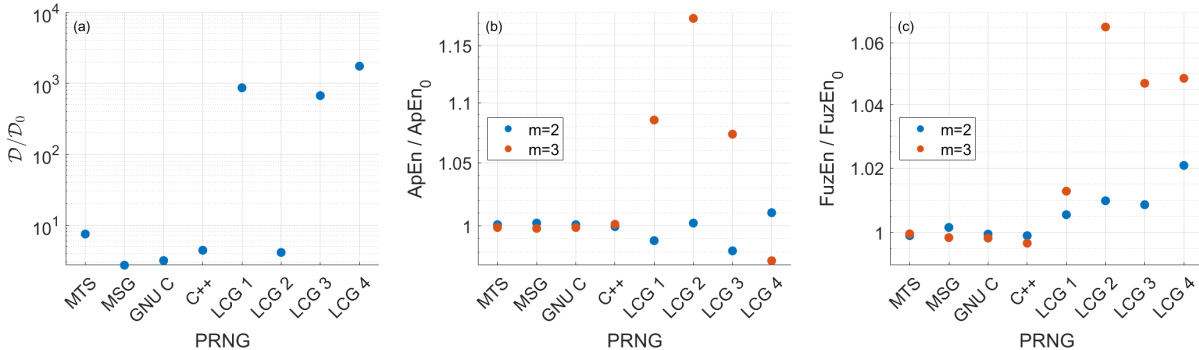 (a)
10^4
10^3
10^2
10^1
𝒟/𝒟_0
MTS
MSG
GNU C
C++
LCG 1
LCG 2
LCG 3
LCG 4
PRNG
(b)
1.15
1.1
1.05
1
ApEn / ApEn_0
m=2
m=3
MTS
MSG
GNU C
C++
LCG 1
LCG 2
LCG 3
LCG 4
PRNG
(c)
1.06
1.04
1.02
1
FuzEn / FuzEn_0
m=2
m=3
MTS
MSG
GNU C
C++
LCG 1
LCG 2
LCG 3
LCG 4
PRNG